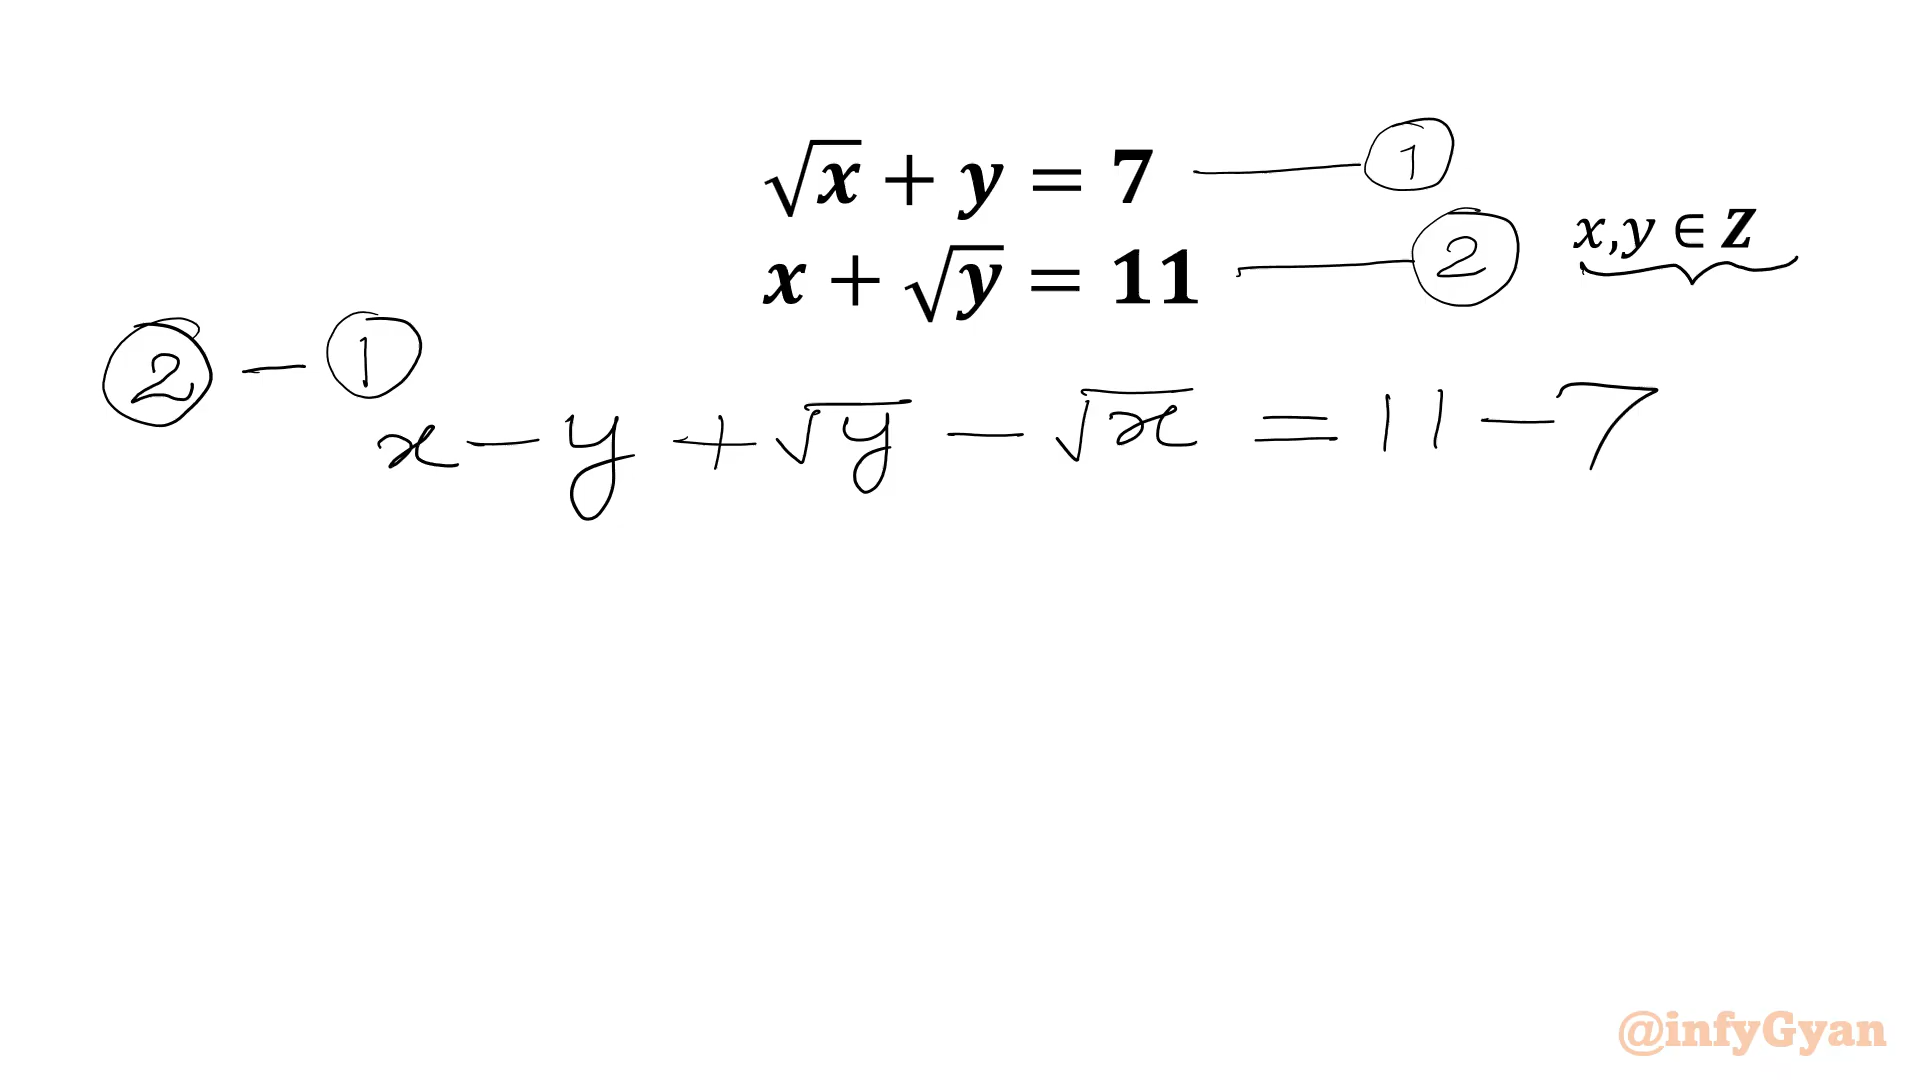 √x + y = 7 —— ①
x + √y = 11 —— ②
x, y ∈ Z
② − ①
x − y + √y − √x = 11 − 7
@infyGyan